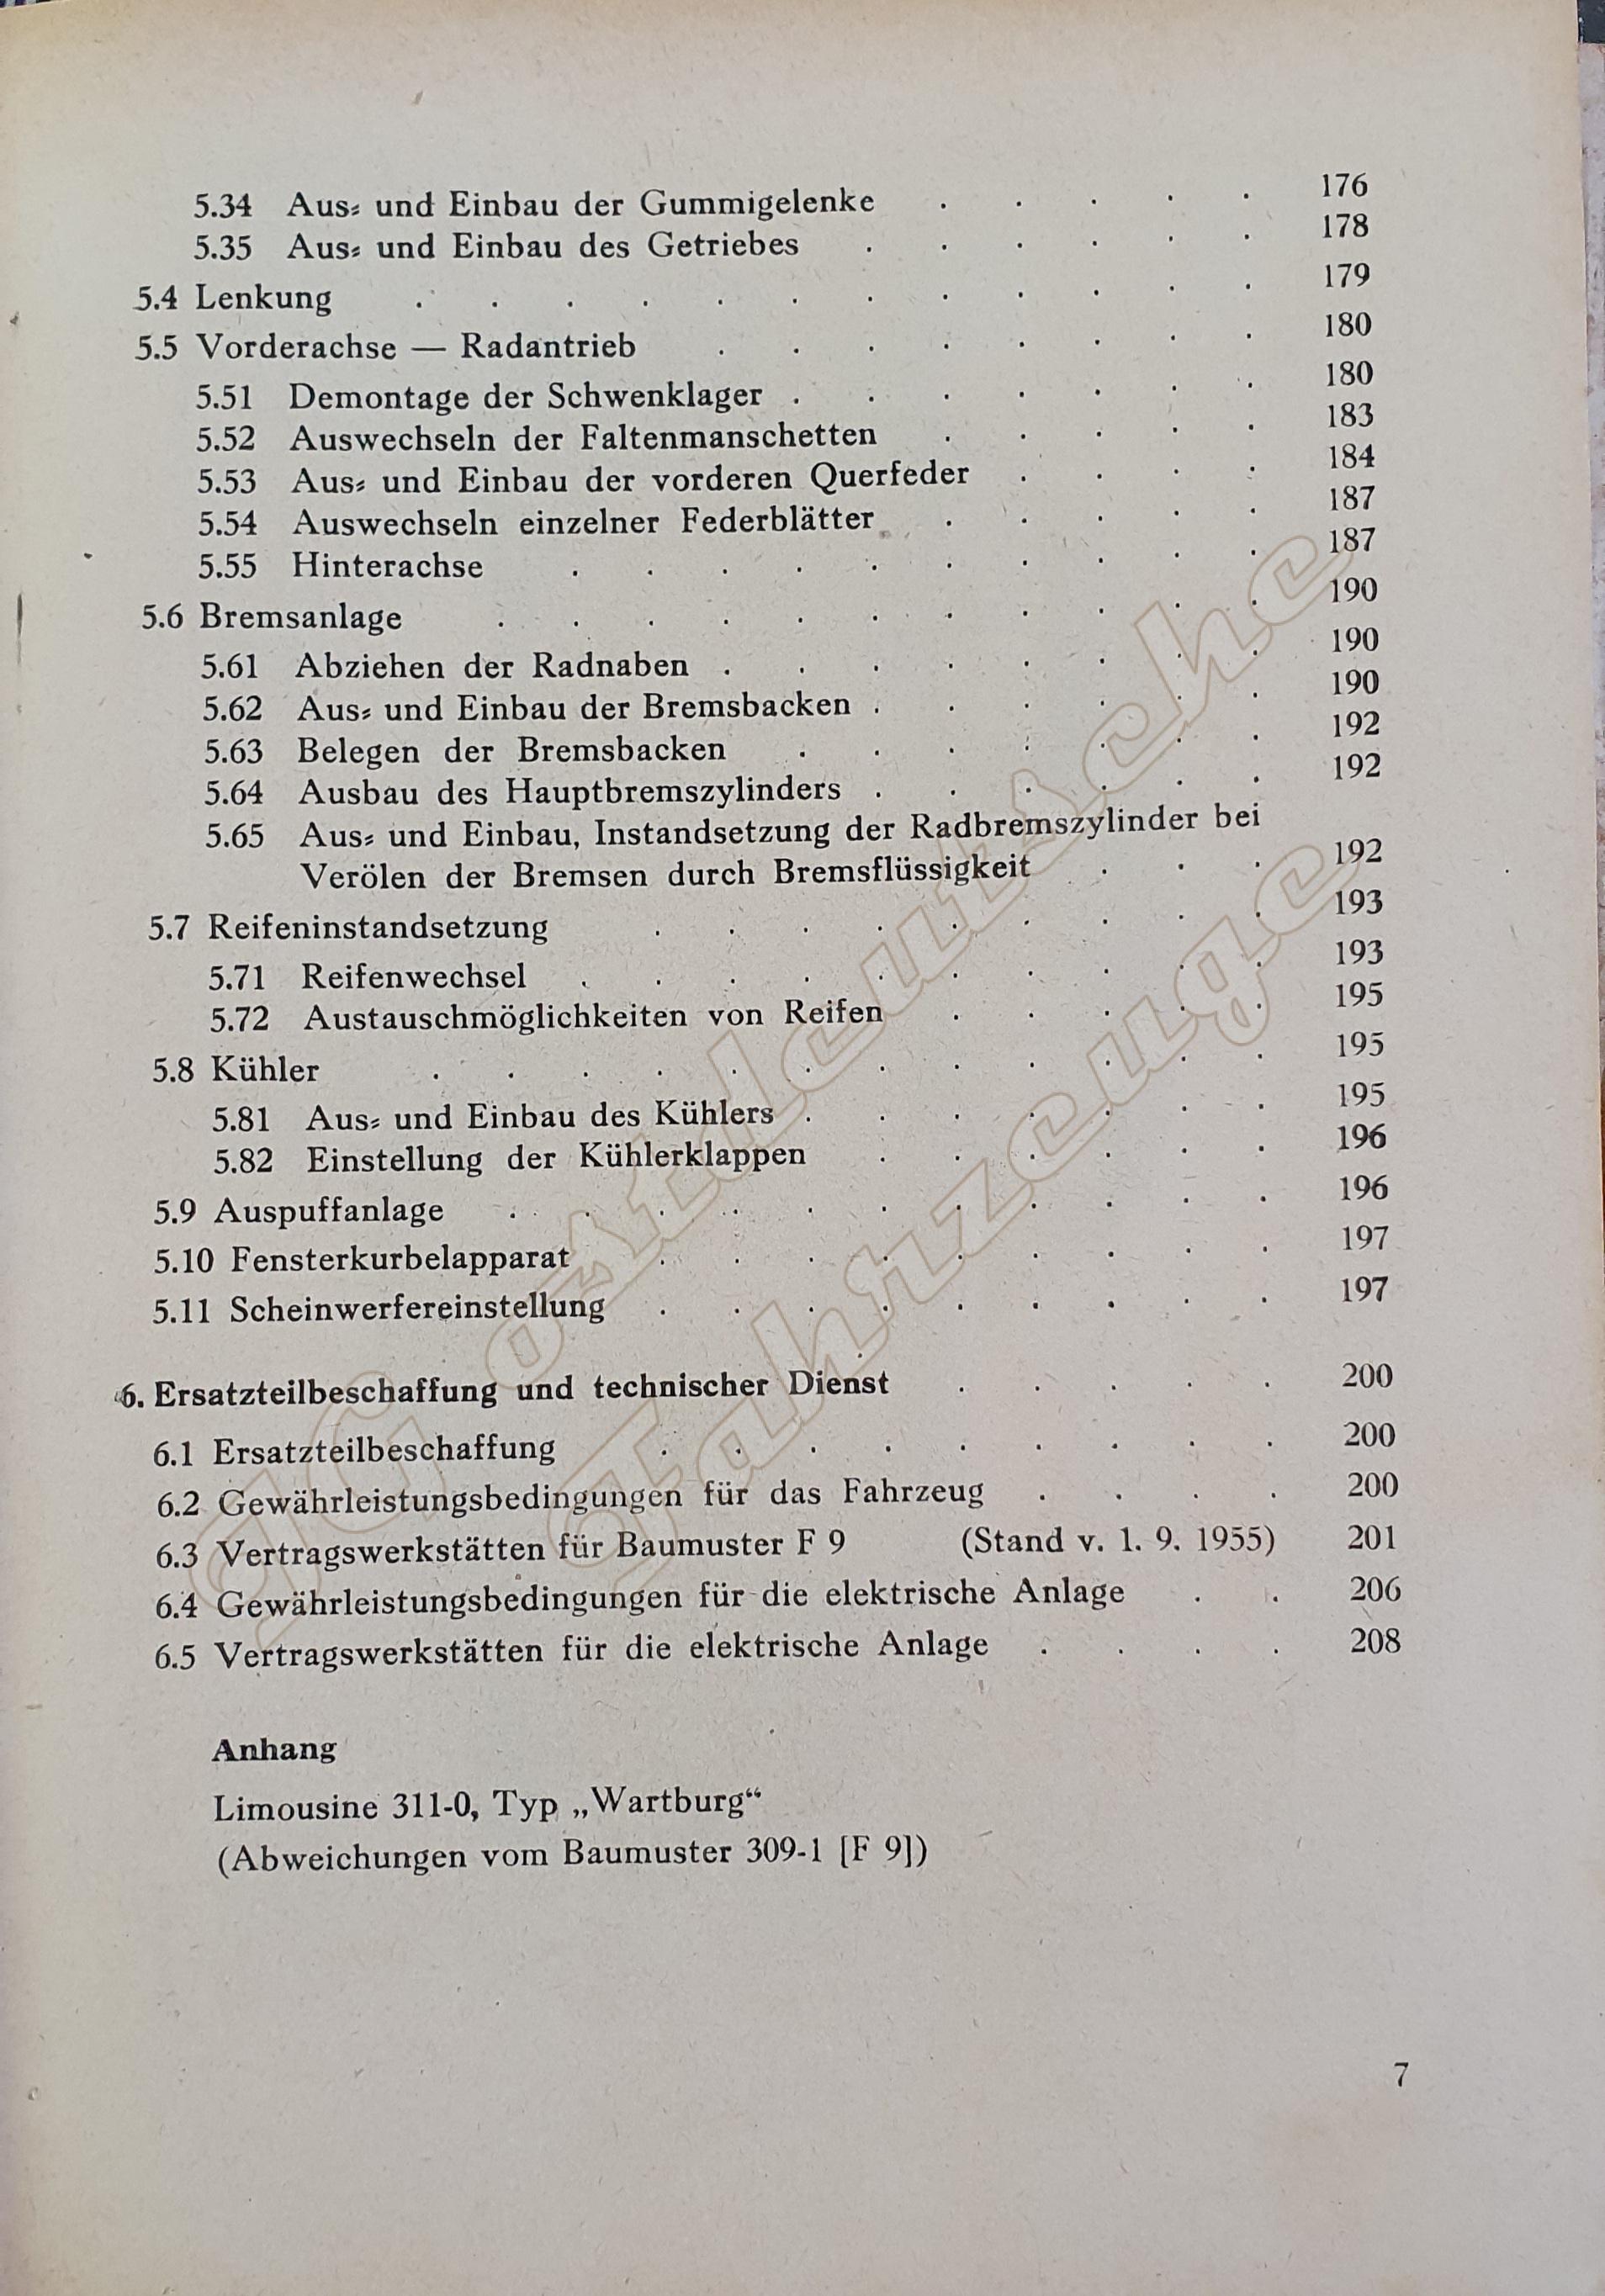 5.34 Aus- und Einbau der Gummigelenke . . . . . 176
5.35 Aus- und Einbau des Getriebes . . . . . . 178
5.4 Lenkung . . . . . . . . . . . . 179
5.5 Vorderachse — Radantrieb . . . . . . . . 180
5.51 Demontage der Schwenklager . . . . . . . 180
5.52 Auswechseln der Faltenmanschetten . . . . . 183
5.53 Aus- und Einbau der vorderen Querfeder . . . . 184
5.54 Auswechseln einzelner Federblätter . . . . . 187
5.55 Hinterachse . . . . . . . . . . 187
5.6 Bremsanlage . . . . . . . . . . . 190
5.61 Abziehen der Radnaben . . . . . . . . 190
5.62 Aus- und Einbau der Bremsbacken . . . . . . 190
5.63 Belegen der Bremsbacken . . . . . . . 192
5.64 Ausbau des Hauptbremszylinders . . . . . . 192
5.65 Aus- und Einbau, Instandsetzung der Radbremszylinder bei
Verölen der Bremsen durch Bremsflüssigkeit . . . 192
5.7 Reifeninstandsetzung . . . . . . . . . 193
5.71 Reifenwechsel . . . . . . . . . . 193
5.72 Austauschmöglichkeiten von Reifen . . . . . 195
5.8 Kühler . . . . . . . . . . . . 195
5.81 Aus- und Einbau des Kühlers . . . . . . . 195
5.82 Einstellung der Kühlerklappen . . . . . . 196
5.9 Auspuffanlage . . . . . . . . . . . 196
5.10 Fensterkurbelapparat . . . . . . . . . 197
5.11 Scheinwerfereinstellung . . . . . . . . . 197
6. Ersatzteilbeschaffung und technischer Dienst . . . . . 200
6.1 Ersatzteilbeschaffung . . . . . . . . . 200
6.2 Gewährleistungsbedingungen für das Fahrzeug . . . . 200
6.3 Vertragswerkstätten für Baumuster F 9 (Stand v. 1. 9. 1955) 201
6.4 Gewährleistungsbedingungen für die elektrische Anlage . . 206
6.5 Vertragswerkstätten für die elektrische Anlage . . . . 208
Anhang
Limousine 311-0, Typ „Wartburg“
(Abweichungen vom Baumuster 309-1 [F 9])
7
IG Ostdeutsche
Fahrzeuge